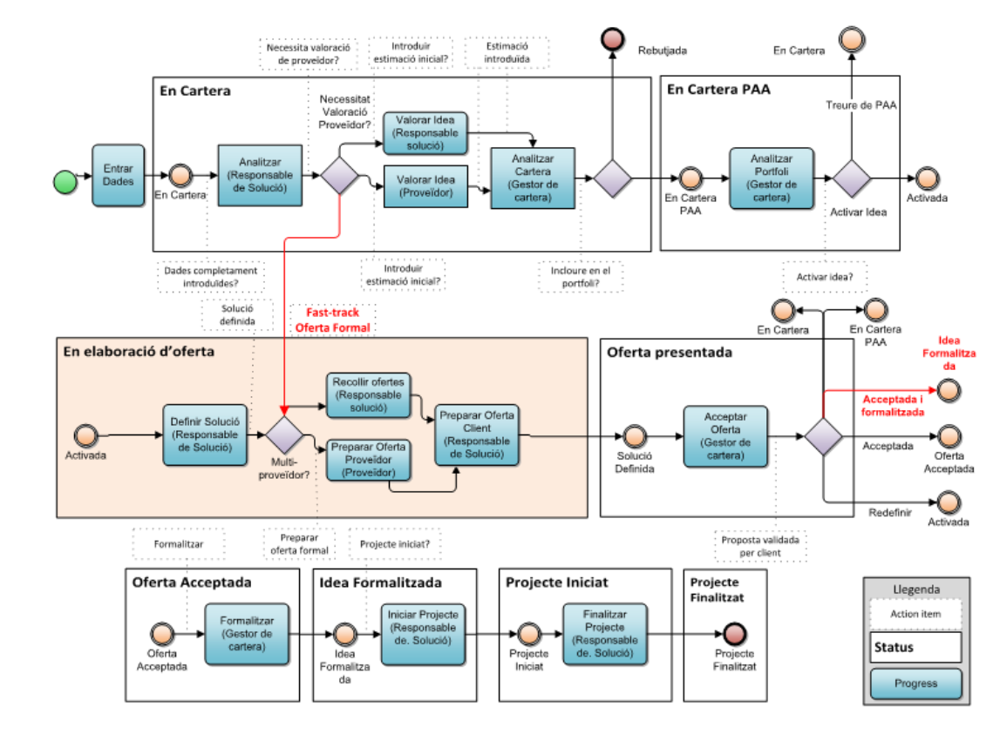 Necessita valoració
de proveïdor?
Introduir
estimació inicial?
Estimació
introduïda
Rebutjada
En Cartera
En Cartera
En Cartera PAA
Necessitat
Valoració
Proveïdor?
Treure de PAA
Entrar
Dades
En Cartera
Analitzar
(Responsable
de Solució)
Valorar Idea
(Responsable
solució)
Valorar Idea
(Proveïdor)
Analitzar
Cartera
(Gestor de
cartera)
En Cartera
PAA
Analitzar
Portfoli
(Gestor de
cartera)
Activar Idea
Activada
Dades completament
introduïdes?
Introduir
estimació inicial?
Incloure en el
portfoli?
Activar idea?
Solució
definida
Fast-track
Oferta Formal
En Cartera
En Cartera
PAA
En elaboració d’oferta
Oferta presentada
Idea
Formalitza
da
Activada
Definir Solució
(Responsable
de Solució)
Multi-
proveïdor?
Recollir ofertes
(Responsable
solució)
Preparar Oferta
Proveïdor
(Proveïdor)
Preparar Oferta
Client
(Responsable
de Solució)
Solució
Definida
Acceptar
Oferta
(Gestor de
cartera)
Acceptada i
formalitzada
Acceptada
Oferta
Acceptada
Redefinir
Activada
Formalitzar
Preparar
oferta formal
Projecte iniciat?
Proposta validada
per client
Oferta Acceptada
Idea Formalitzada
Projecte Iniciat
Projecte
Finalitzat
Oferta
Acceptada
Formalitzar
(Gestor de
cartera)
Idea
Formalitza
da
Iniciar Projecte
(Responsable
de. Solució)
Projecte
Iniciat
Finalitzar
Projecte
(Responsable
de. Solució)
Projecte
Finalitzat
Llegenda
Action item
Status
Progress